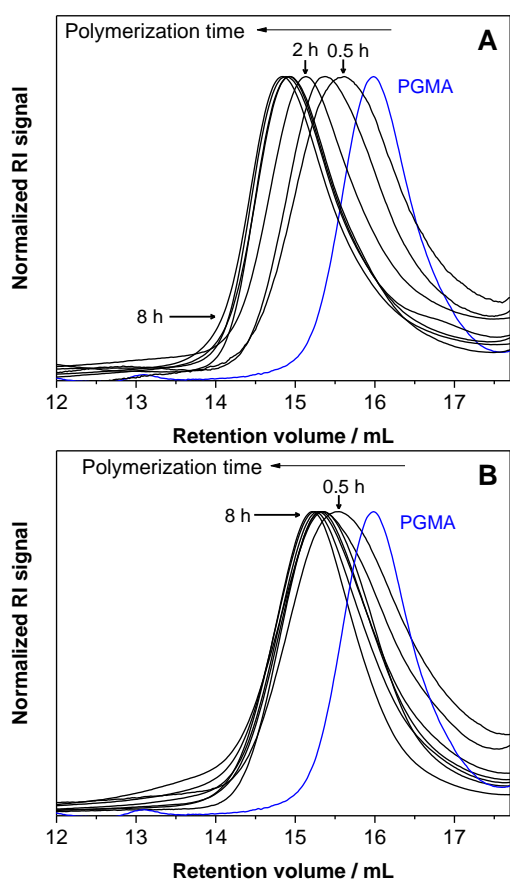 Polymerization time
A
2 h 0.5 h
PGMA
Normalized RI signal
8 h
12 13 14 15 16 17
Retention volume / mL
Polymerization time
B
0.5 h
8 h
PGMA
Normalized RI signal
12 13 14 15 16 17
Retention volume / mL